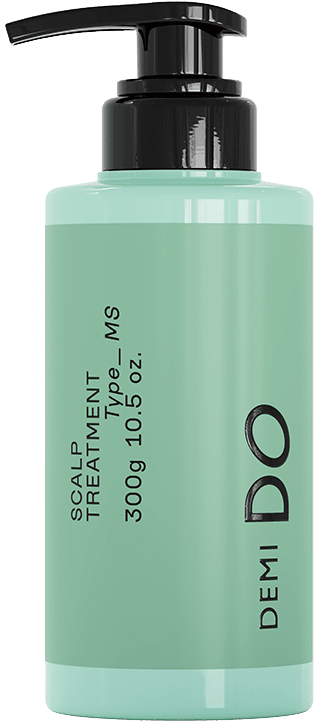 SCALP
TREATMENT
Type_ MS
300g 10.5 oz.
DEMI DO